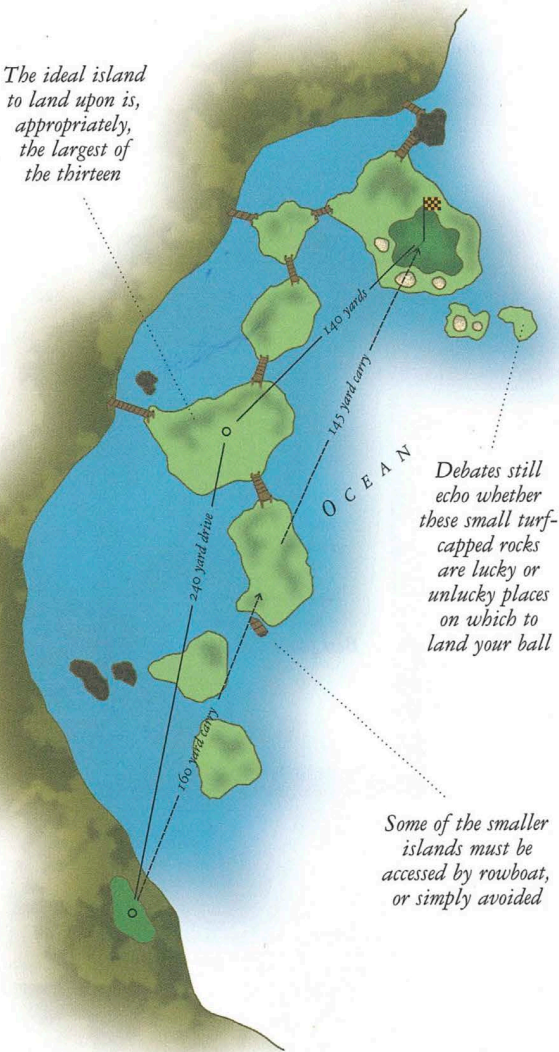 The ideal island
to land upon is,
appropriately,
the largest of
the thirteen
140 yards
145 yard carry
OCEAN
240 yard drive
Debates still
echo whether
these small turf-
capped rocks
are lucky or
unlucky places
on which to
land your ball
160 yard carry
Some of the smaller
islands must be
accessed by rowboat,
or simply avoided